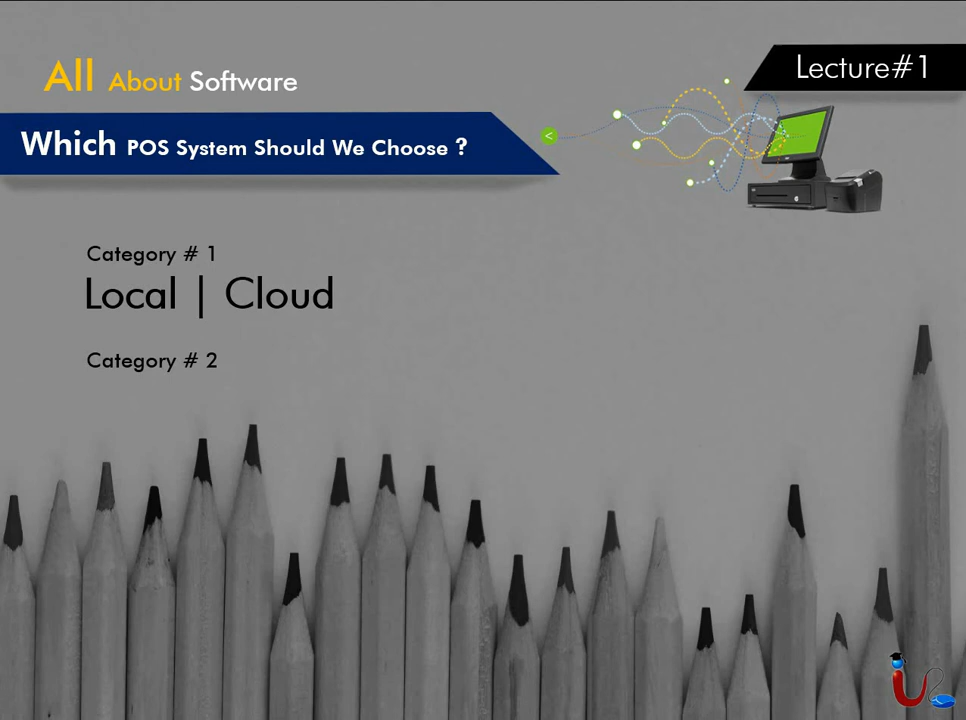 All About Software
Lecture#1
Which POS System Should We Choose ?
<
Category # 1
Local | Cloud
Category # 2